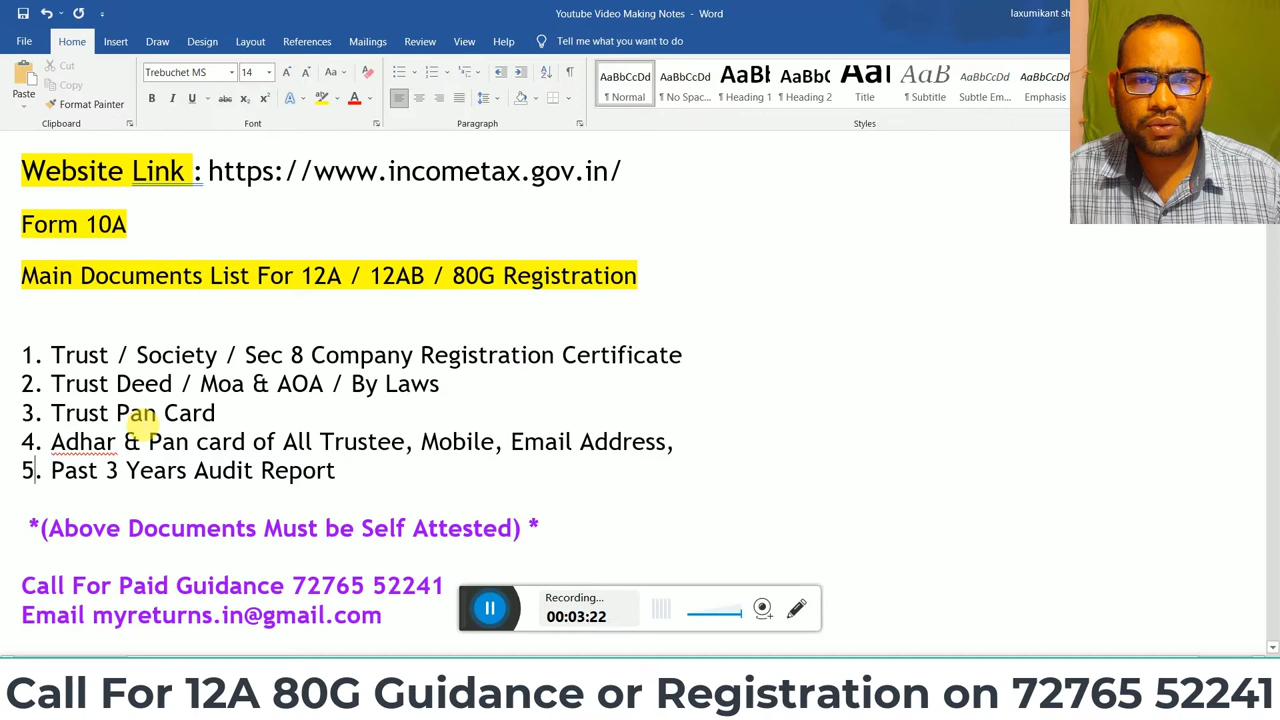 Youtube Video Making Notes - Word
laxumikant sh
File Home Insert Draw Design Layout References Mailings Review View Help Tell me what you want to do
Cut
Copy
Format Painter
Paste
Trebuchet MS 14
AaBbCcDd AaBbCcDd AaBbC AaBbCc AaB AaBbCcD AaBbCcDd AaBbCcDd
¶ Normal ¶ No Spac... ¶ Heading 1 ¶ Heading 2 Title ¶ Subtitle Subtle Em... Emphasis
Clipboard Font Paragraph Styles
Website Link : https://www.incometax.gov.in/
Form 10A
Main Documents List For 12A / 12AB / 80G Registration
1. Trust / Society / Sec 8 Company Registration Certificate
2. Trust Deed / Moa & AOA / By Laws
3. Trust Pan Card
4. Adhar & Pan card of All Trustee, Mobile, Email Address,
5. Past 3 Years Audit Report
*(Above Documents Must be Self Attested) *
Call For Paid Guidance 72765 52241
Email myreturns.in@gmail.com
Recording...
00:03:22
Call For 12A 80G Guidance or Registration on 72765 52241